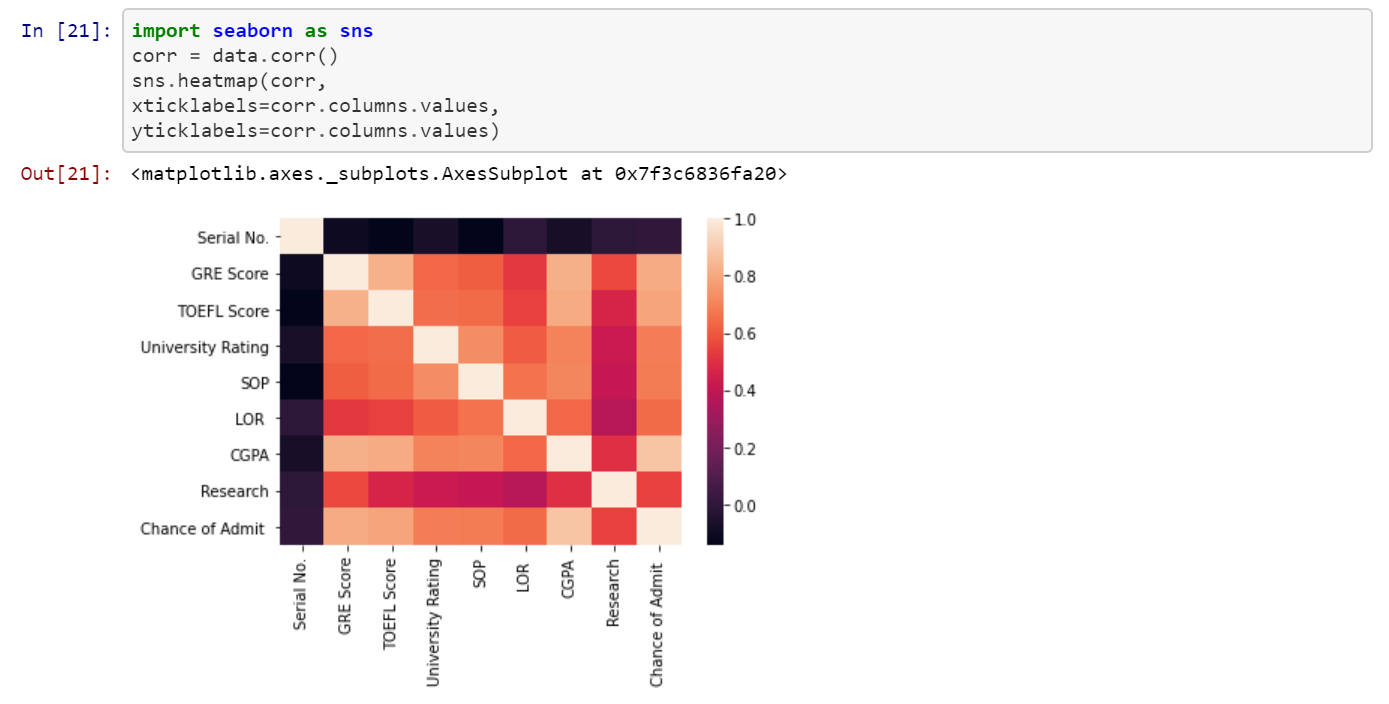 In [21]: import seaborn as sns
corr = data.corr()
sns.heatmap(corr,
xticklabels=corr.columns.values,
yticklabels=corr.columns.values)
Out[21]: <matplotlib.axes._subplots.AxesSubplot at 0x7f3c6836fa20>
Serial No.
GRE Score
TOEFL Score
University Rating
SOP
LOR
CGPA
Research
Chance of Admit
1.0
0.8
0.6
0.4
0.2
0.0
Serial No.
GRE Score
TOEFL Score
University Rating
SOP
LOR
CGPA
Research
Chance of Admit